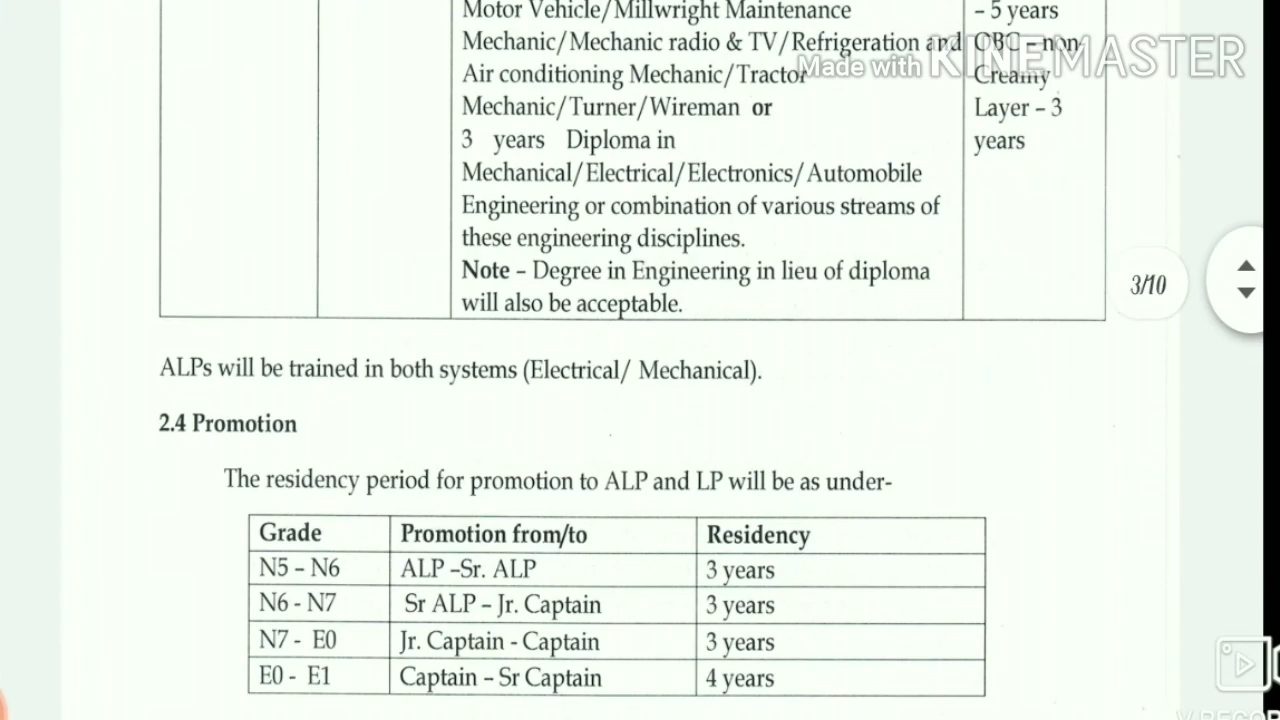 Motor Vehicle/Millwright Maintenance
Mechanic/Mechanic radio & TV/Refrigeration and
Air conditioning Mechanic/Tractor
Mechanic/Turner/Wireman or
3 years Diploma in
Mechanical/Electrical/Electronics/Automobile
Engineering or combination of various streams of
these engineering disciplines.
Note – Degree in Engineering in lieu of diploma
will also be acceptable.
– 5 years
OBC – non
Creamy
Layer – 3
years
Made with KINEMASTER
3/10
ALPs will be trained in both systems (Electrical/ Mechanical).
2.4 Promotion
The residency period for promotion to ALP and LP will be as under-
Grade Promotion from/to Residency
N5 – N6 ALP –Sr. ALP 3 years
N6 - N7 Sr ALP – Jr. Captain 3 years
N7 - E0 Jr. Captain - Captain 3 years
E0 - E1 Captain – Sr Captain 4 years